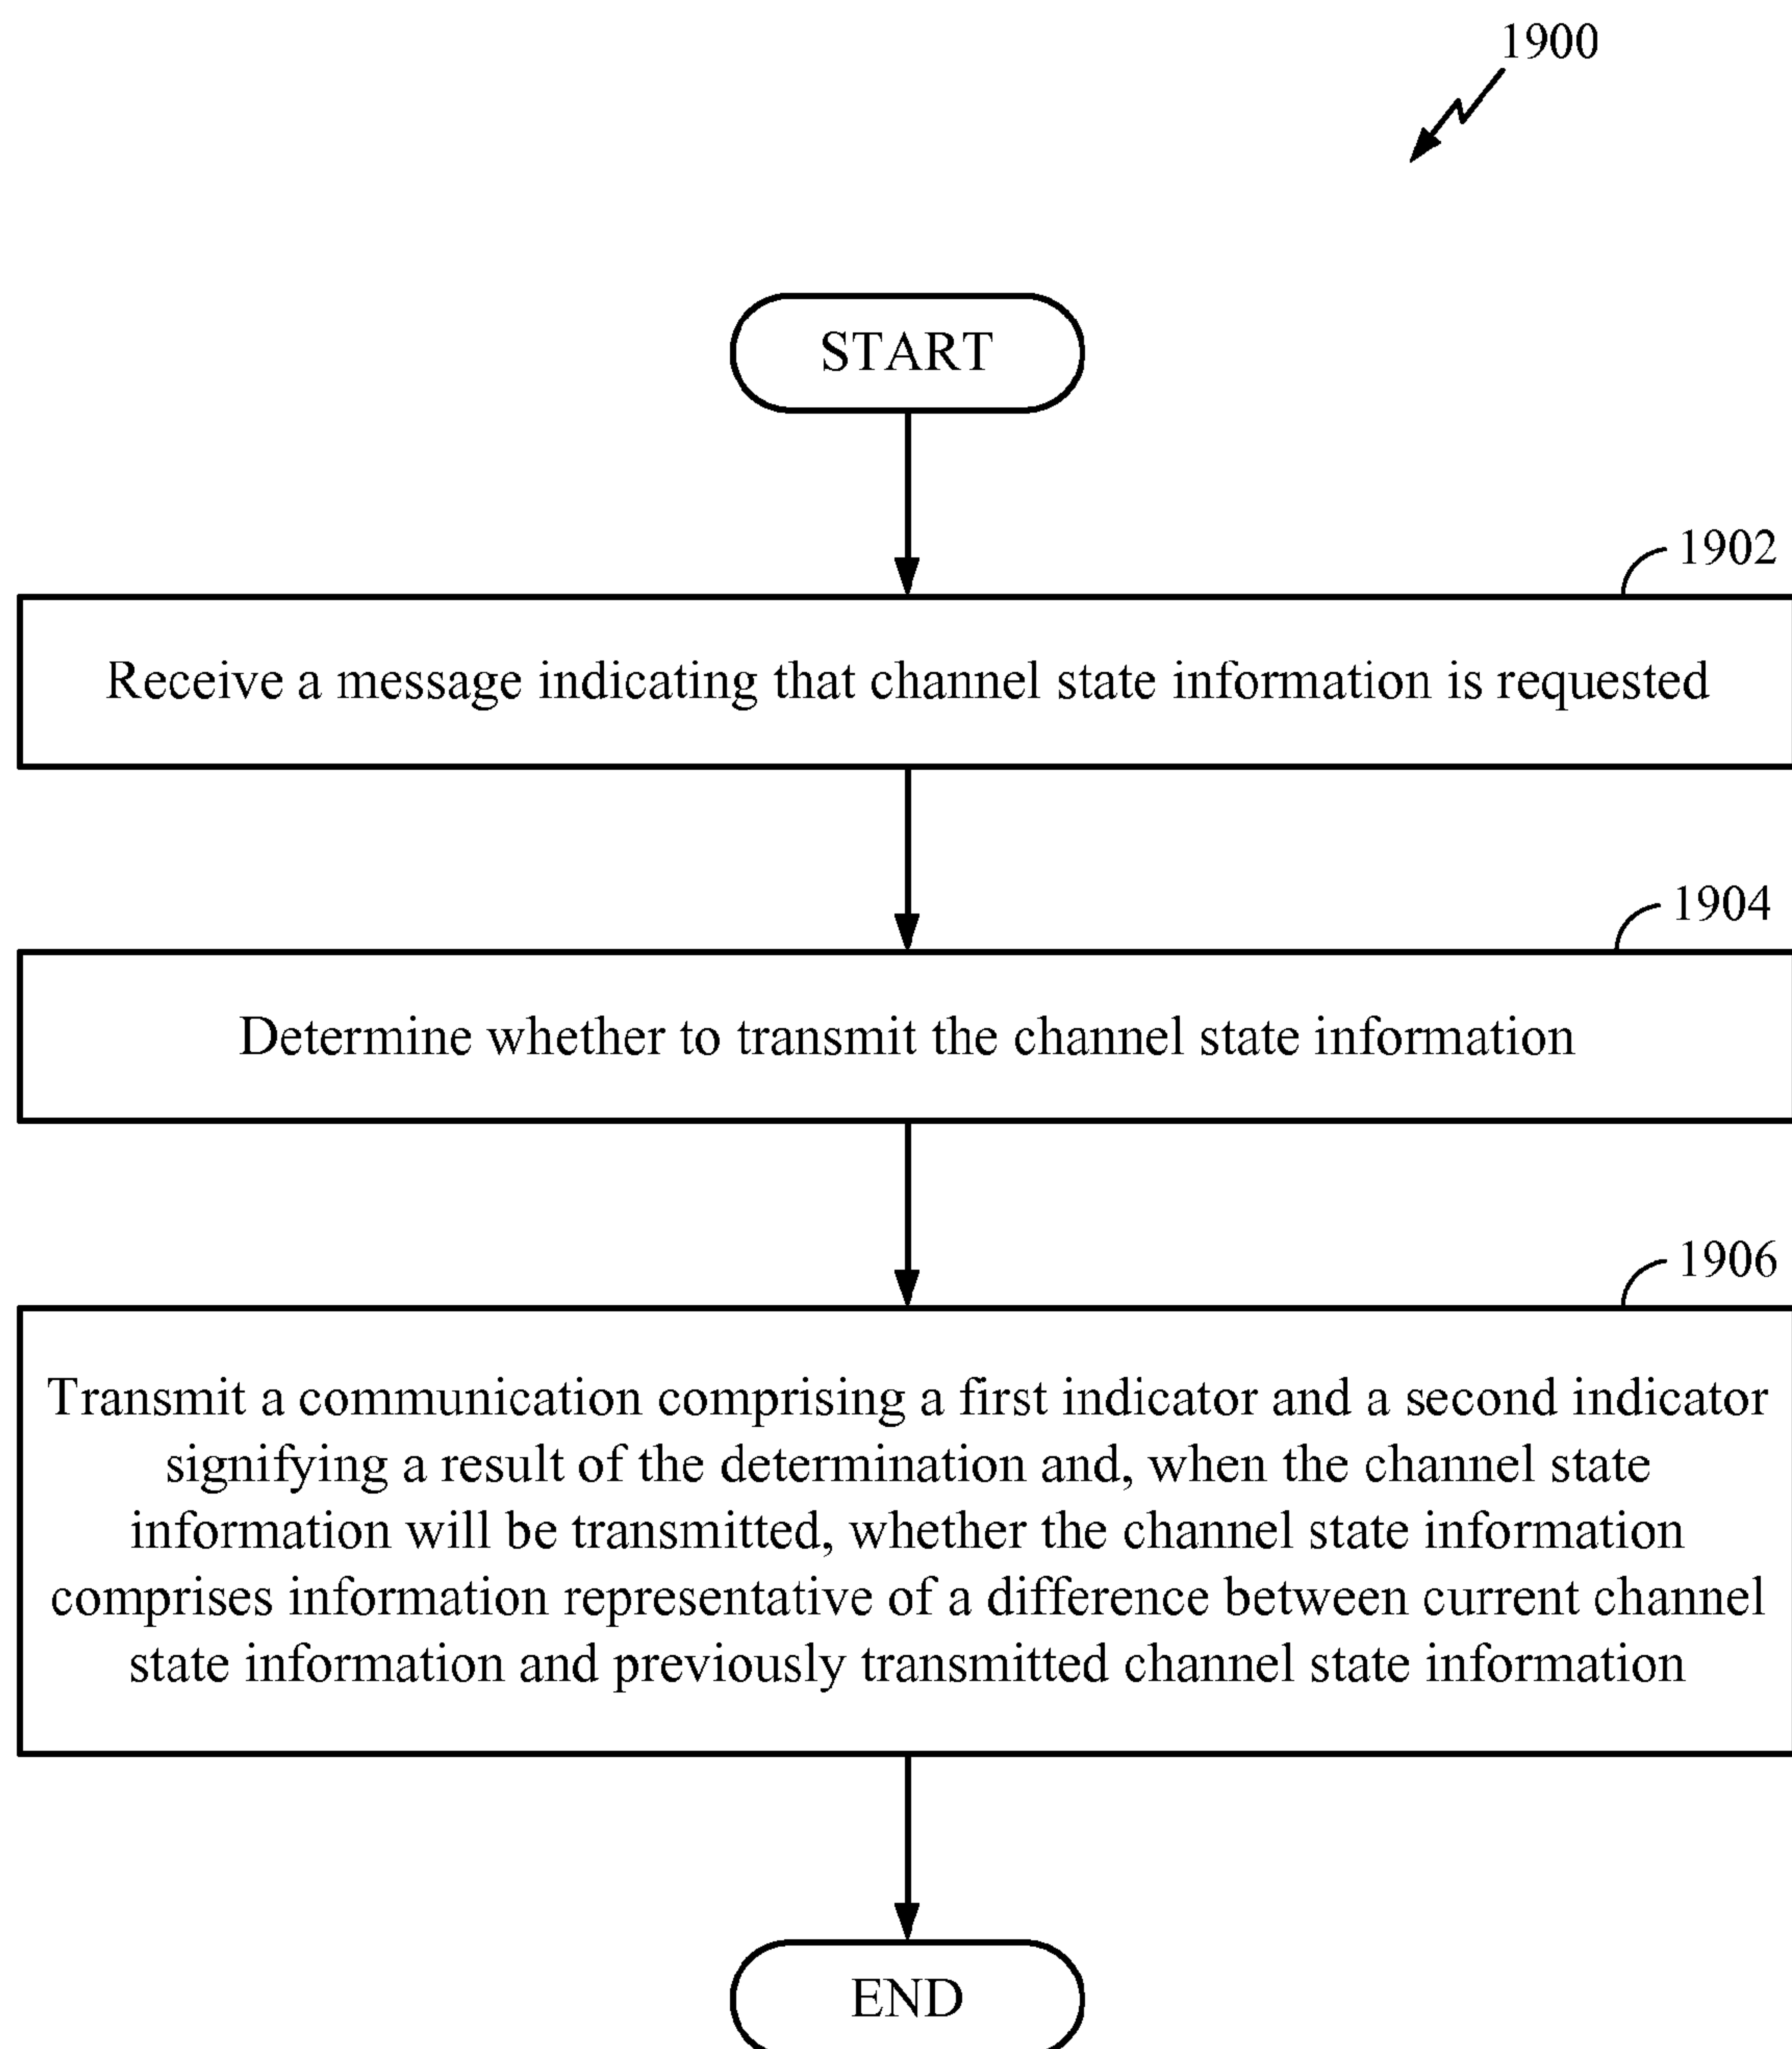 1900
START
1902
Receive a message indicating that channel state information is requested
1904
Determine whether to transmit the channel state information
1906
Transmit a communication comprising a first indicator and a second indicator
signifying a result of the determination and, when the channel state
information will be transmitted, whether the channel state information
comprises information representative of a difference between current channel
state information and previously transmitted channel state information
END